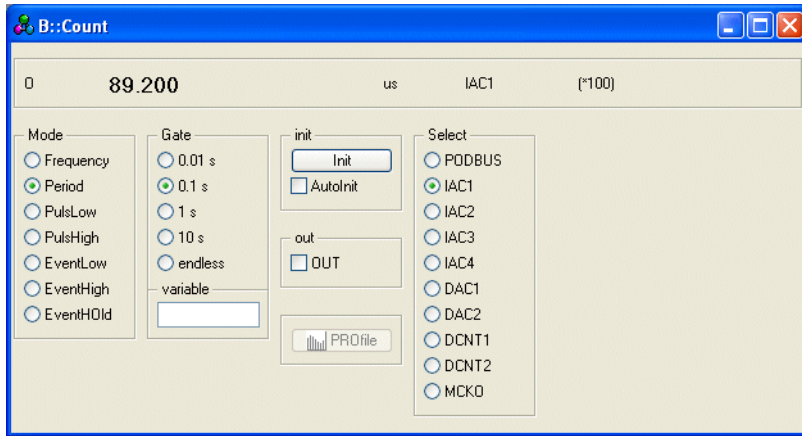 B::Count
O 89.200 us IAC1 (*100)
Mode
Frequency
Period
PulsLow
PulsHigh
EventLow
EventHigh
EventHOld
Gate
0.01 s
0.1 s
1 s
10 s
endless
variable
init
Init
AutoInit
out
OUT
PROfile
Select
PODBUS
IAC1
IAC2
IAC3
IAC4
DAC1
DAC2
DCNT1
DCNT2
MCKO